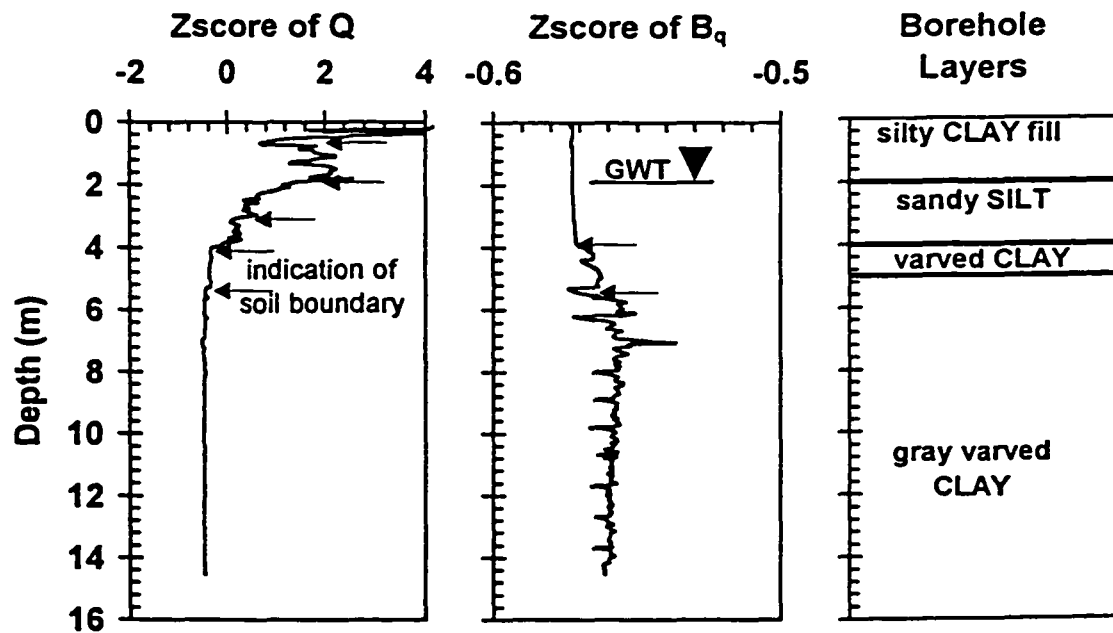 Zscore of Q
-2 0 2 4
Depth (m)
0
2
4
6
8
10
12
14
16
indication of
soil boundary
Zscore of Bq
-0.6 -0.5
GWT
Borehole
Layers
silty CLAY fill
sandy SILT
varved CLAY
gray varved
CLAY